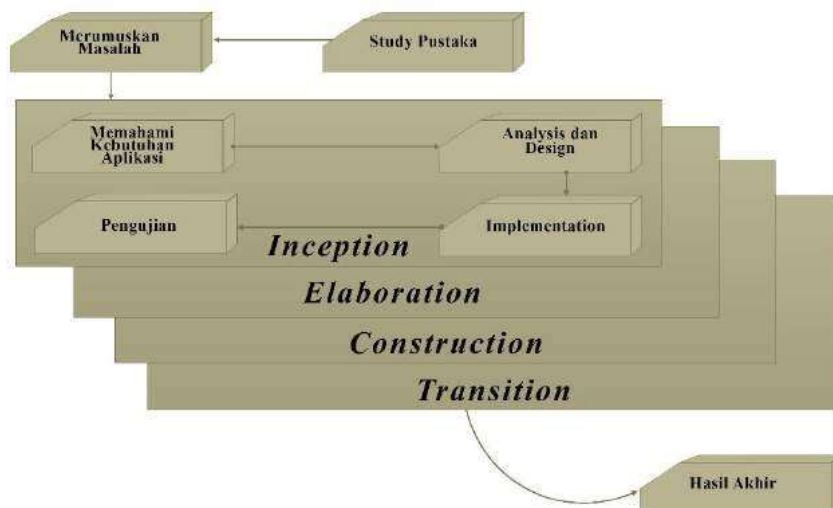 Merumuskan
Masalah
Study Pustaka
Memahami
Kebutuhan
Aplikasi
Analysis dan
Design
Pengujian
Implementation
Inception
Elaboration
Construction
Transition
Hasil Akhir